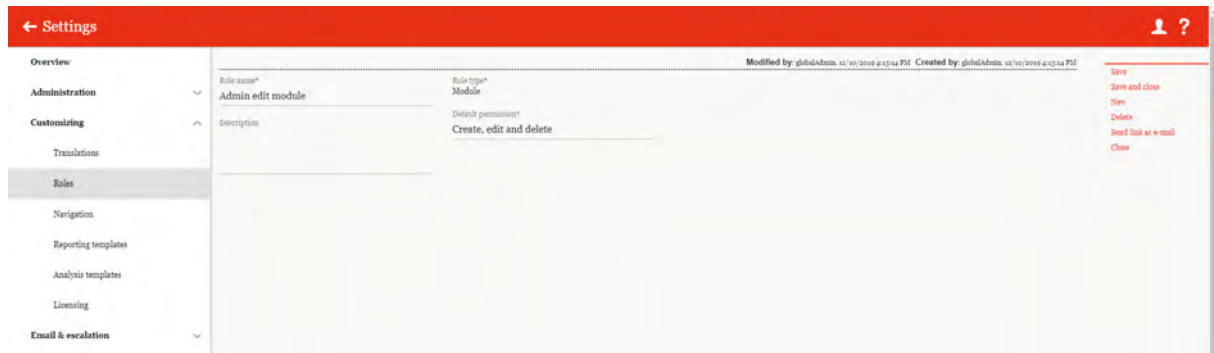 ← Settings
?
Overview
Administration
Customizing
Translations
Roles
Navigation
Reporting templates
Analysis templates
Licensing
Email & escalation
Modified by: globalAdmin, 12/10/2019 4:13:14 PM Created by: globalAdmin, 12/10/2019 4:13:14 PM
Role name*
Admin edit module
Description
Role type*
Module
Default permission*
Create, edit and delete
Save
Save and close
New
Delete
Send link as e-mail
Close